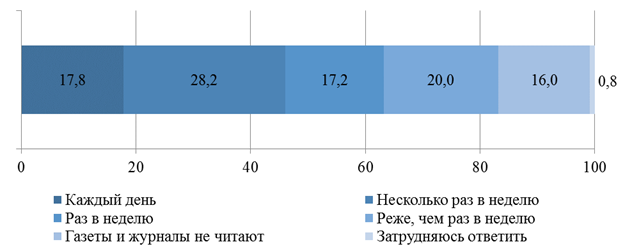 17,8 28,2 17,2 20,0 16,0 0,8
0 20 40 60 80 100
Каждый день Несколько раз в неделю
Раз в неделю Реже, чем раз в неделю
Газеты и журналы не читают Затрудняюсь ответить